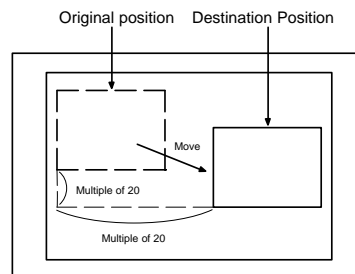 Original position
Destination Position
Move
Multiple of 20
Multiple of 20